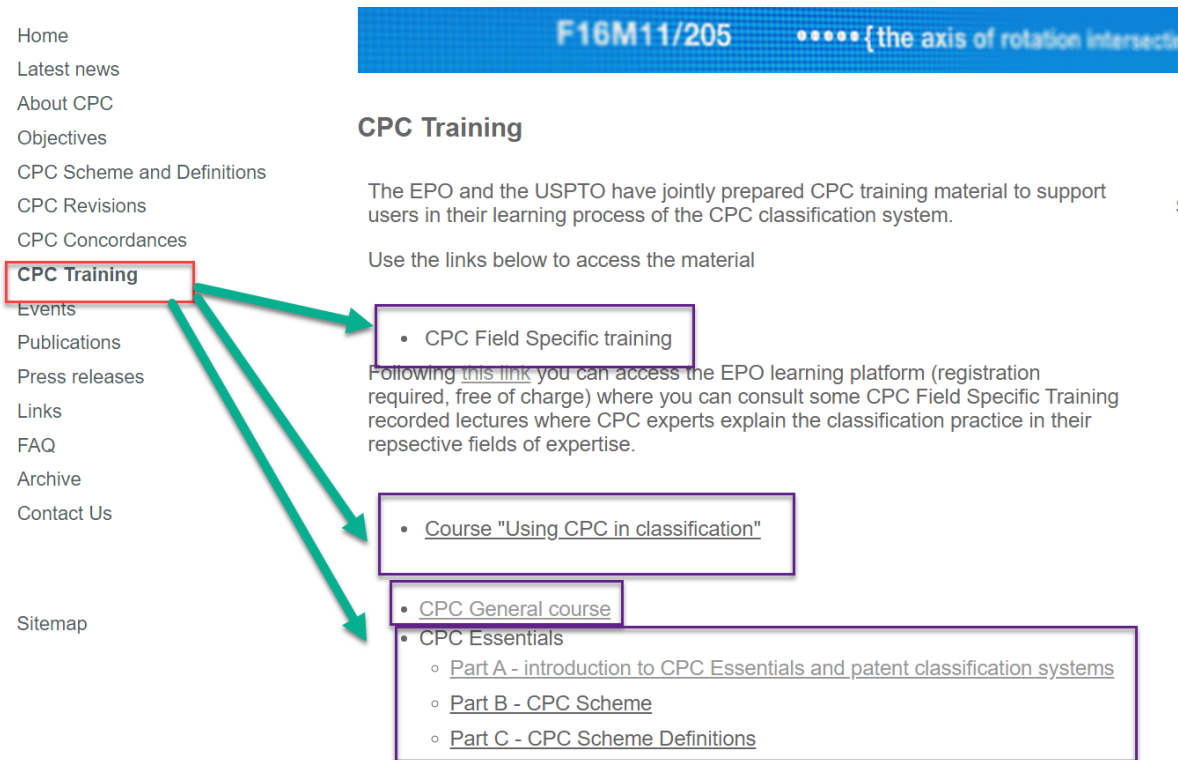 Home
Latest news
About CPC
Objectives
CPC Scheme and Definitions
CPC Revisions
CPC Concordances
CPC Training
Events
Publications
Press releases
Links
FAQ
Archive
Contact Us
Sitemap
F16M11/205 •••••{the axis of rotation
CPC Training
The EPO and the USPTO have jointly prepared CPC training material to support
users in their learning process of the CPC classification system.
Use the links below to access the material
• CPC Field Specific training
Following this link you can access the EPO learning platform (registration
required, free of charge) where you can consult some CPC Field Specific Training
recorded lectures where CPC experts explain the classification practice in their
repsective fields of expertise.
• Course "Using CPC in classification"
• CPC General course
• CPC Essentials
◦ Part A - introduction to CPC Essentials and patent classification systems
◦ Part B - CPC Scheme
◦ Part C - CPC Scheme Definitions